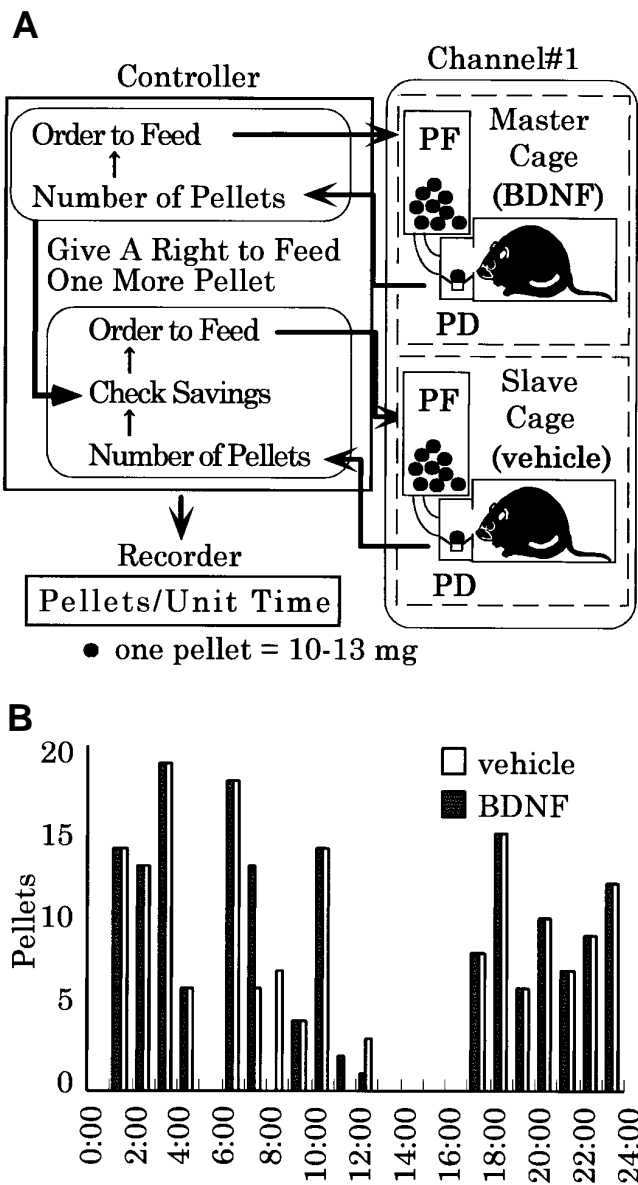 A
Controller
Channel#1
Order to Feed
Number of Pellets
Give A Right to Feed
One More Pellet
Order to Feed
Check Savings
Number of Pellets
PF
Master
Cage
(BDNF)
PD
PF
Slave
Cage
(vehicle)
PD
Recorder
Pellets/Unit Time
one pellet = 10-13 mg
B
Pellets
20
15
10
5
0
vehicle
BDNF
0:00
2:00
4:00
6:00
8:00
10:00
12:00
14:00
16:00
18:00
20:00
22:00
24:00